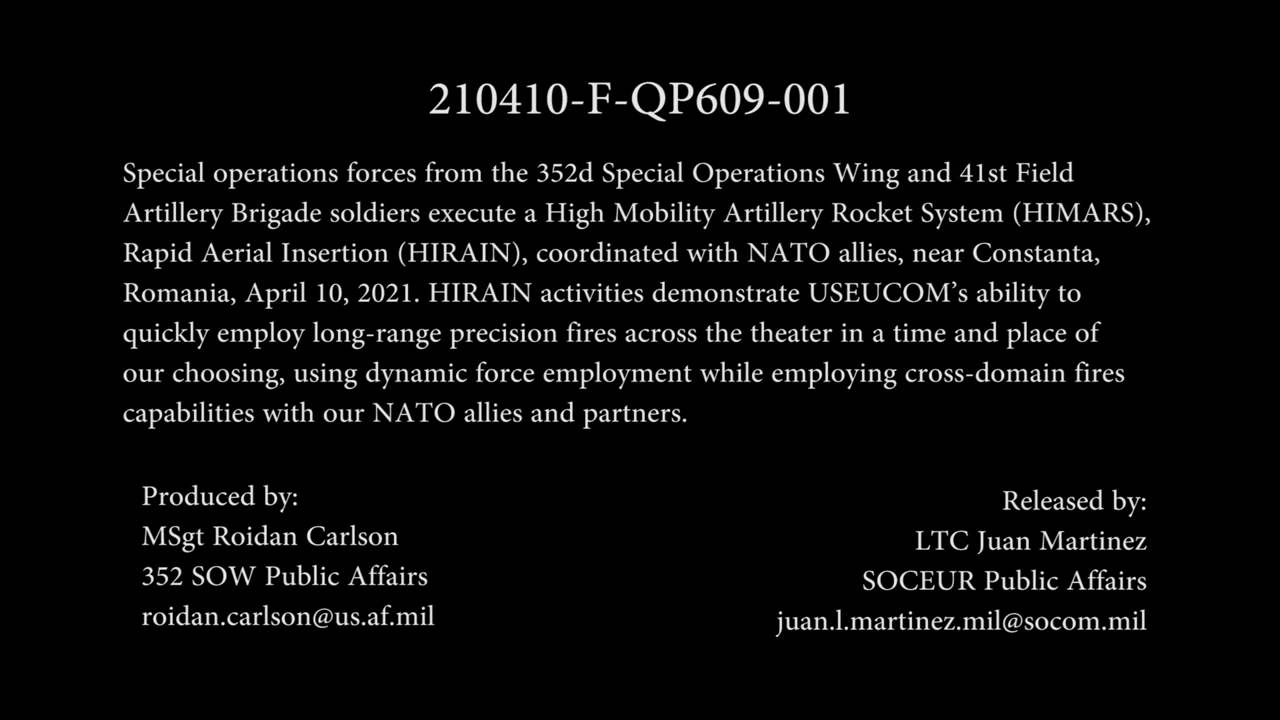 210410-F-QP609-001
Special operations forces from the 352d Special Operations Wing and 41st Field
Artillery Brigade soldiers execute a High Mobility Artillery Rocket System (HIMARS),
Rapid Aerial Insertion (HIRAIN), coordinated with NATO allies, near Constanta,
Romania, April 10, 2021. HIRAIN activities demonstrate USEUCOM’s ability to
quickly employ long-range precision fires across the theater in a time and place of
our choosing, using dynamic force employment while employing cross-domain fires
capabilities with our NATO allies and partners.
Produced by:
MSgt Roidan Carlson
352 SOW Public Affairs
roidan.carlson@us.af.mil
Released by:
LTC Juan Martinez
SOCEUR Public Affairs
juan.l.martinez.mil@socom.mil